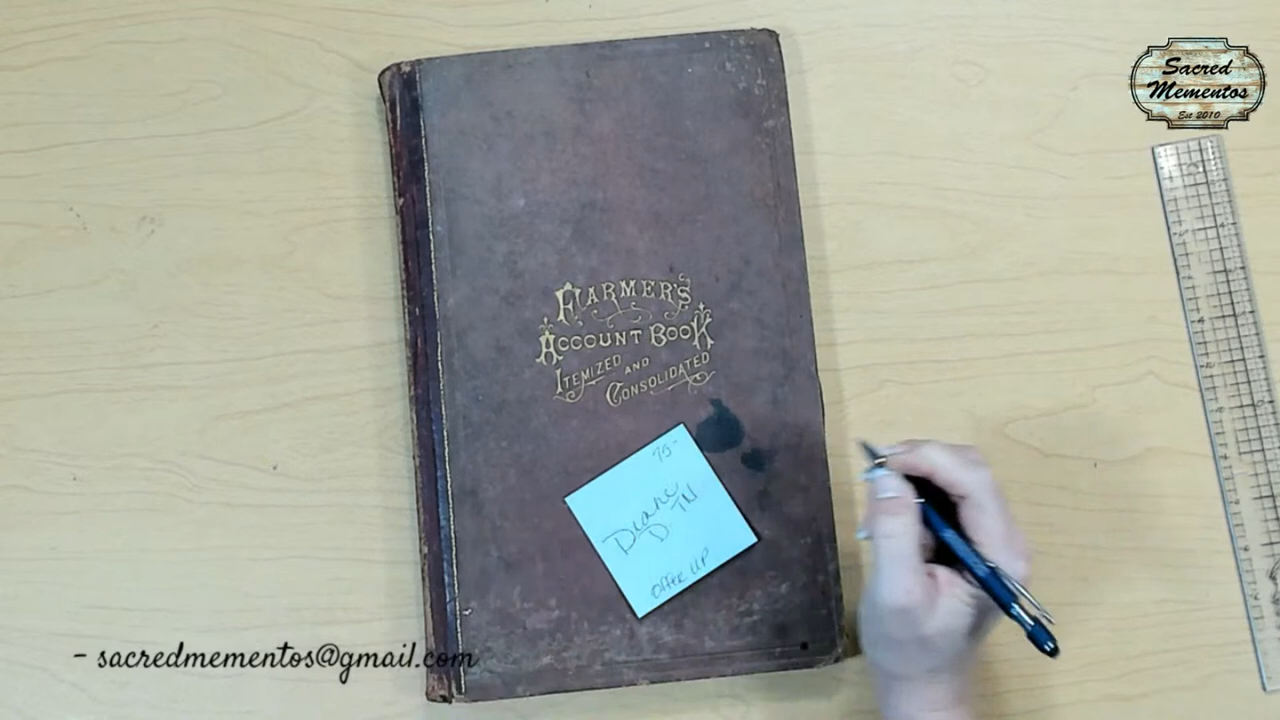 Sacred
Mementos
Est 2010
FARMER'S
ACCOUNT BOOK
ITEMIZED AND
CONSOLIDATED
75-
Diane
D. TN
Offer UP
- sacredmementos@gmail.com